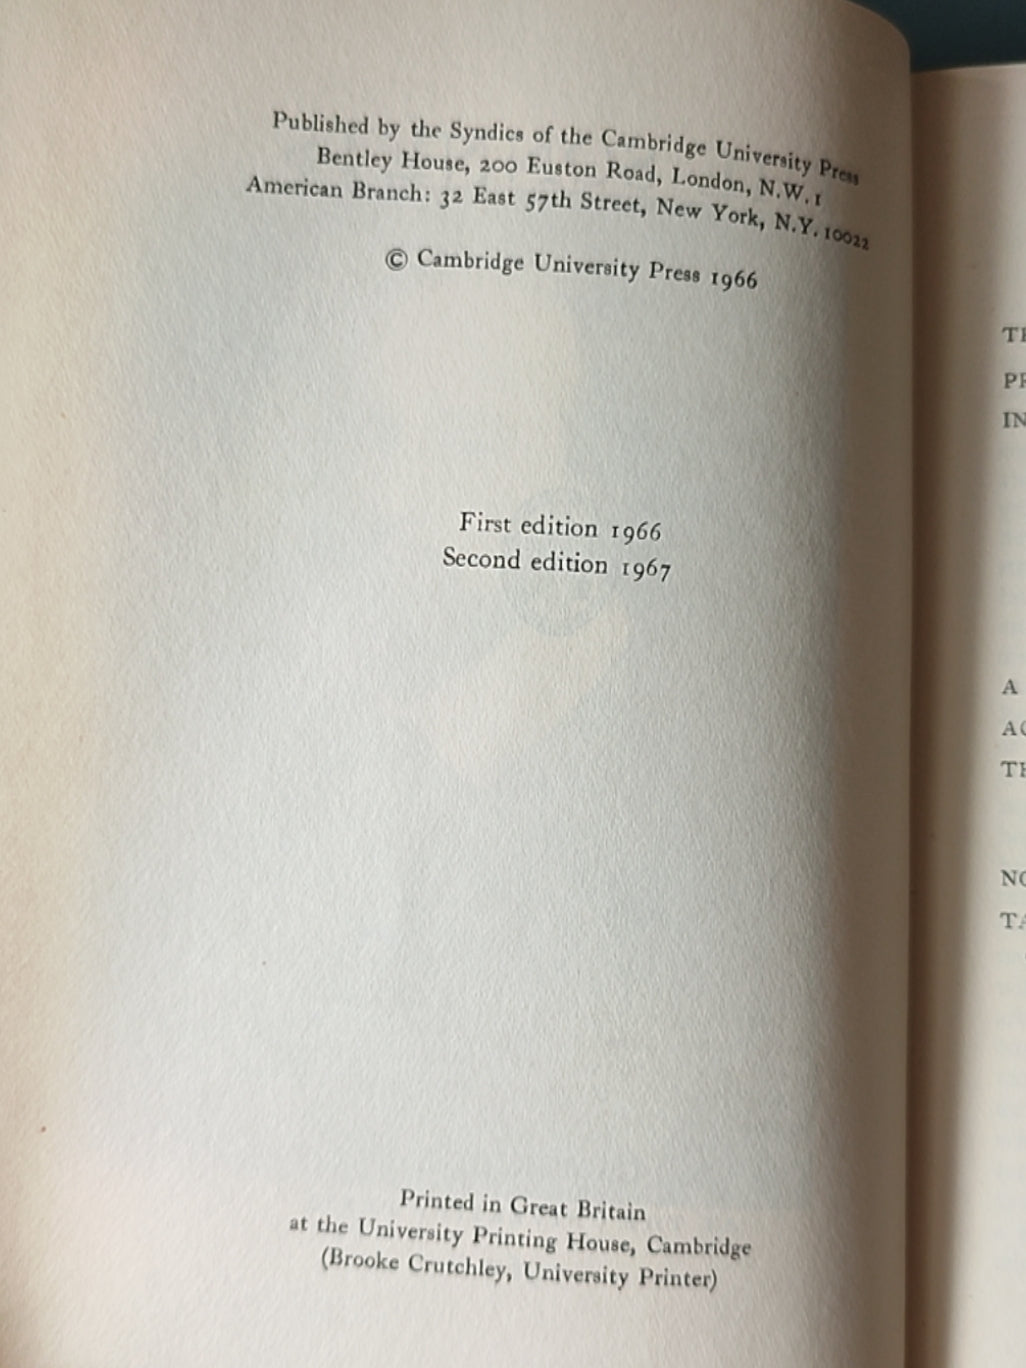 Published by the Syndics of the Cambridge University Press
Bentley House, 200 Euston Road, London, N.W. 1
American Branch: 32 East 57th Street, New York, N.Y. 10022
© Cambridge University Press 1966
First edition 1966
Second edition 1967
Printed in Great Britain
at the University Printing House, Cambridge
(Brooke Crutchley, University Printer)
A